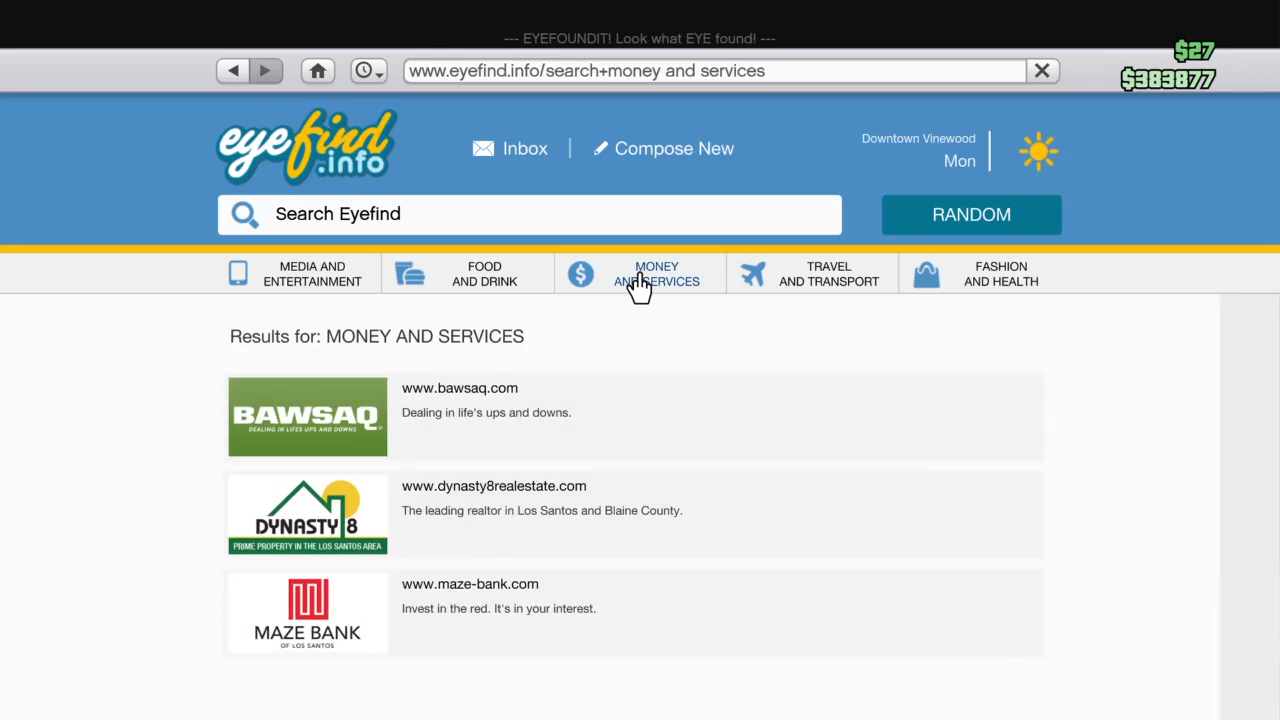 --- EYEFOUNDIT! Look what EYE found! ---
$27
www.eyefind.info/search+money and services
$383877
eyefind
.info
Inbox
Compose New
Downtown Vinewood
Mon
Search Eyefind
RANDOM
MEDIA AND
ENTERTAINMENT
FOOD
AND DRINK
MONEY
AND SERVICES
TRAVEL
AND TRANSPORT
FASHION
AND HEALTH
Results for: MONEY AND SERVICES
BAWSAQ
DEALING IN LIFE'S UPS AND DOWNS
www.bawsaq.com
Dealing in life's ups and downs.
DYNASTY 8
PRIME PROPERTY IN THE LOS SANTOS AREA
www.dynasty8realestate.com
The leading realtor in Los Santos and Blaine County.
MAZE BANK
OF LOS SANTOS
www.maze-bank.com
Invest in the red. It's in your interest.